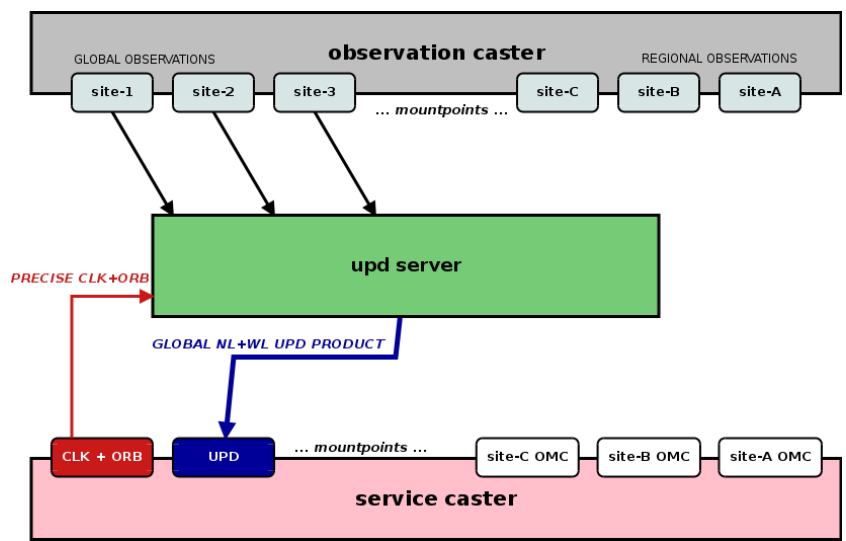 observation caster
GLOBAL OBSERVATIONS
REGIONAL OBSERVATIONS
site-1
site-2
site-3
... mountpoints ...
site-C
site-B
site-A
upd server
PRECISE CLK+ORB
GLOBAL NL+WL UPD PRODUCT
CLK + ORB
UPD
... mountpoints ...
site-C OMC
site-B OMC
site-A OMC
service caster